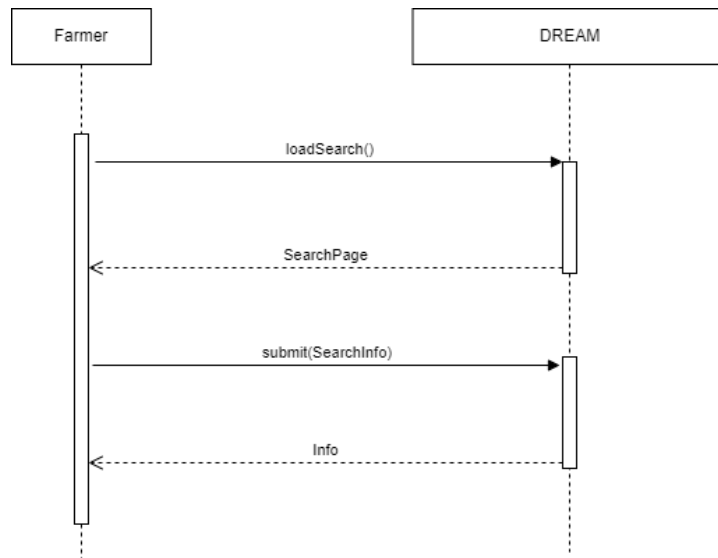 Farmer
DREAM
loadSearch()
SearchPage
submit(SearchInfo)
Info